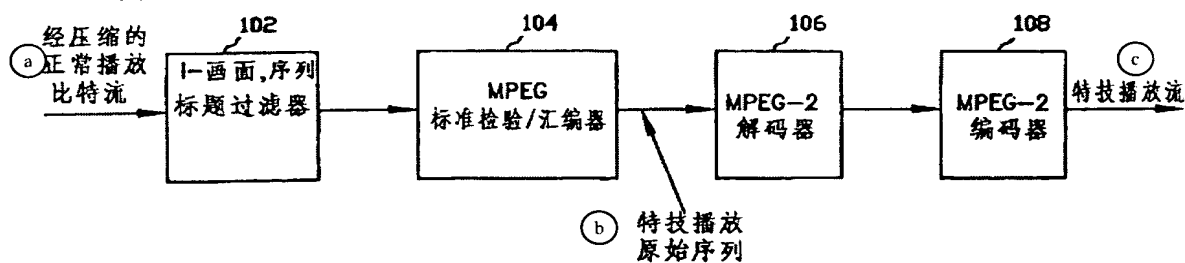 102
104
106
108
a
经压缩的
正常播放
比特流
I-画面,序列
标题过滤器
MPEG
标准检验/汇编器
MPEG-2
解码器
MPEG-2
编码器
c
特技播放流
b
特技播放
原始序列